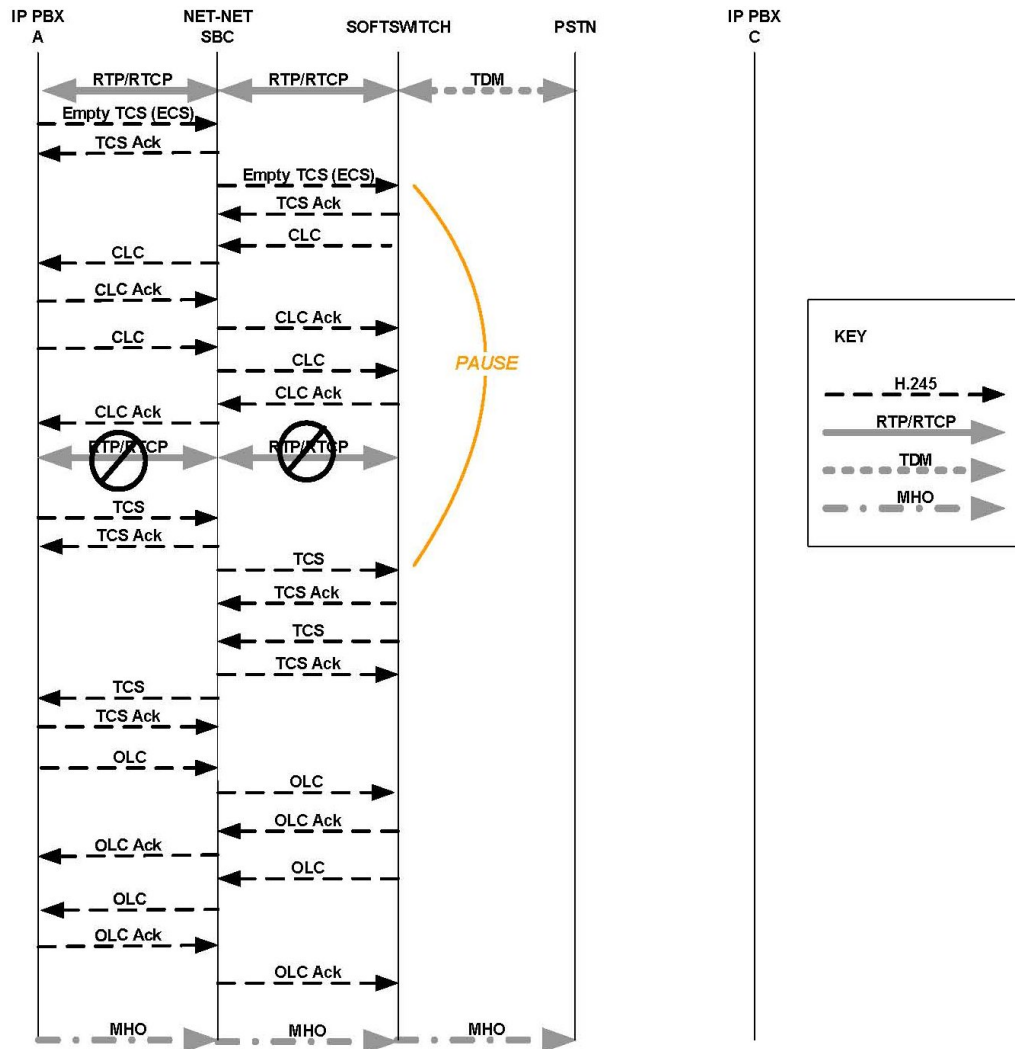 IP PBX
A
NET-NET
SBC
SOFTSWITCH
PSTN
IP PBX
C
RTP/RTCP
RTP/RTCP
TDM
Empty TCS (ECS)
TCS Ack
Empty TCS (ECS)
TCS Ack
CLC
CLC
CLC Ack
CLC Ack
CLC
CLC
CLC Ack
CLC Ack
PAUSE
RTP/RTCP
RTP/RTCP
TCS
TCS Ack
TCS
TCS Ack
TCS
TCS Ack
TCS
TCS Ack
OLC
OLC
OLC Ack
OLC Ack
OLC
OLC
OLC Ack
OLC Ack
MHO
MHO
MHO
KEY
H.245
RTP/RTCP
TDM
MHO